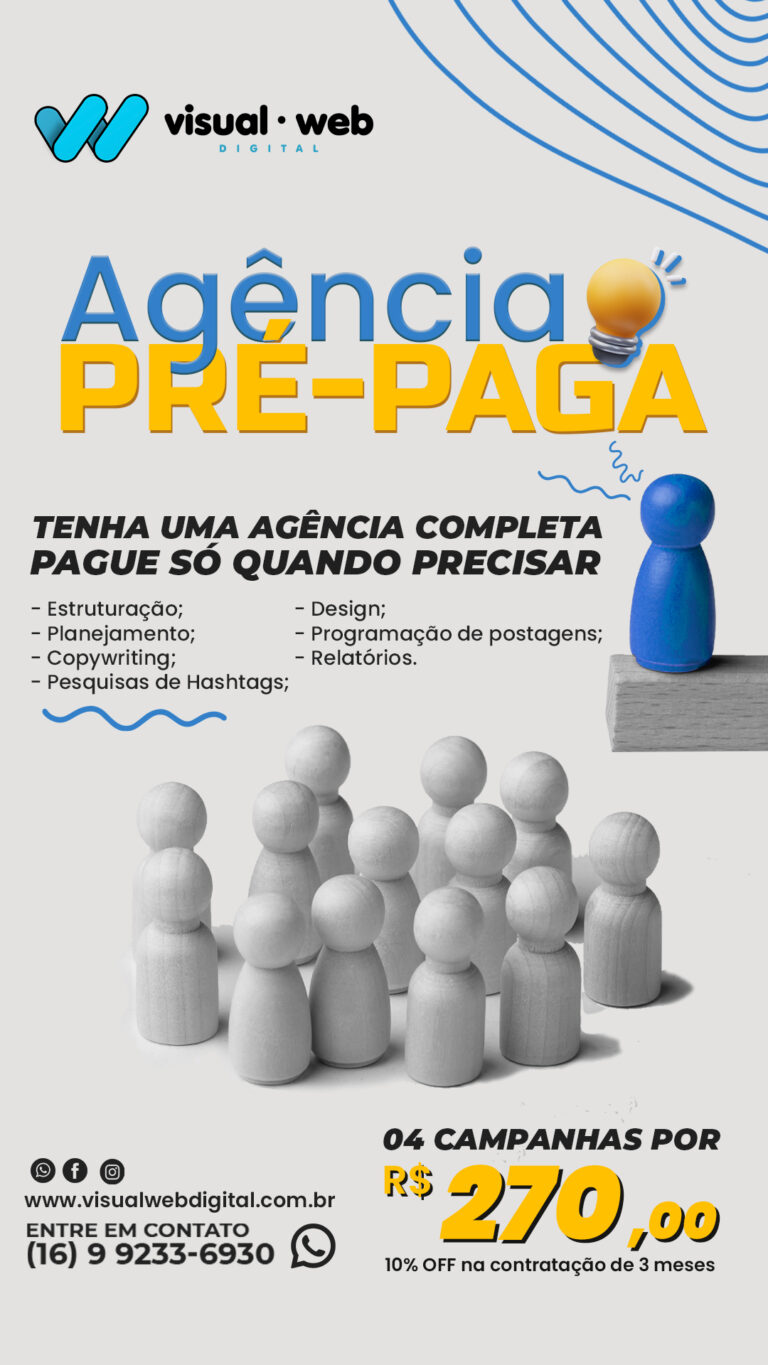 visual · web
DIGITAL
Agência
PRÉ-PAGA
TENHA UMA AGÊNCIA COMPLETA
PAGUE SÓ QUANDO PRECISAR
- Estruturação;
- Planejamento;
- Copywriting;
- Pesquisas de Hashtags;
- Design;
- Programação de postagens;
- Relatórios.
www.visualwebdigital.com.br
ENTRE EM CONTATO
(16) 9 9233-6930
04 CAMPANHAS POR
R$ 270,00
10% OFF na contratação de 3 meses